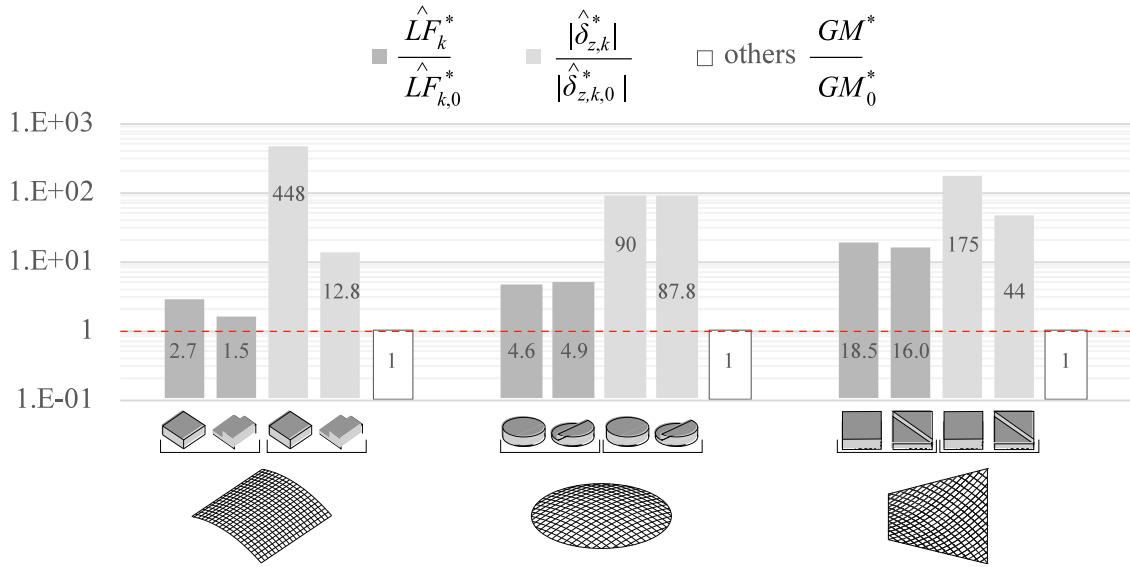 L̂F*k / L̂F*k,0 |δ̂*z,k| / |δ̂*z,k,0 | others GM* / GM*0
1.E+03
1.E+02
1.E+01
1
1.E-01
448 90 175
12.8 87.8 44
2.7 1.5 1 4.6 4.9 1 18.5 16.0 1